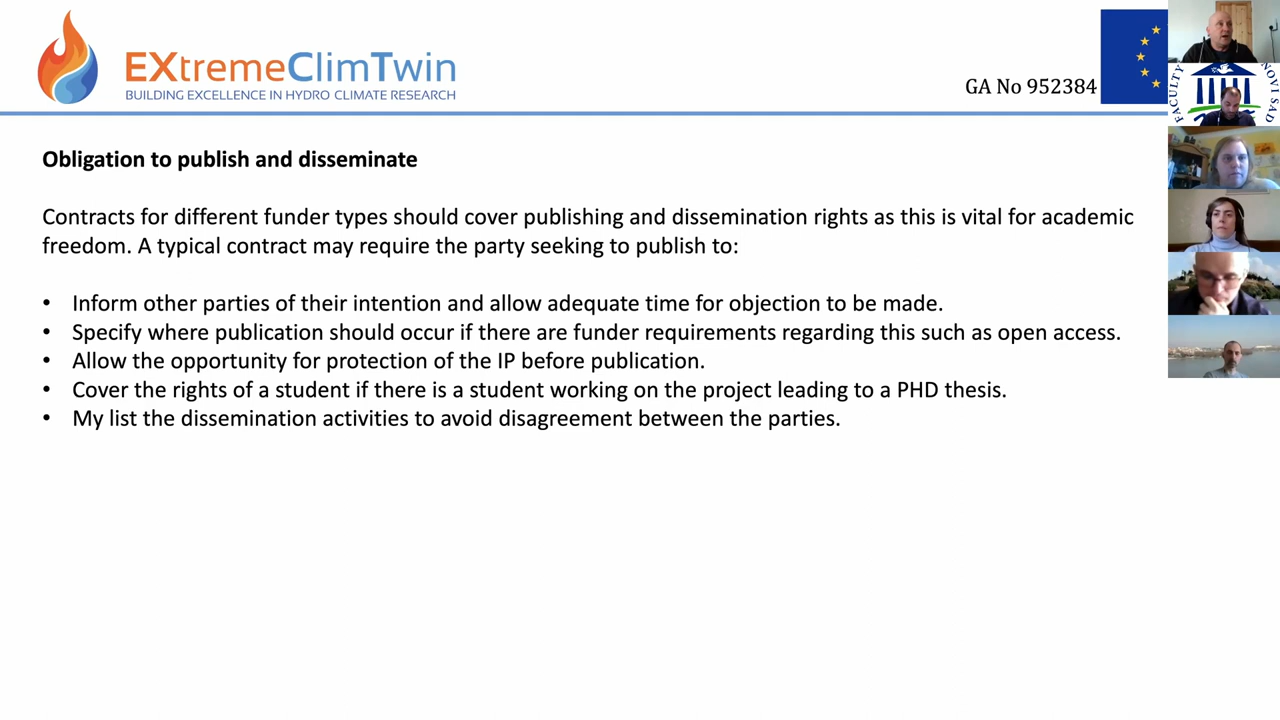 EXtremeClimTwin
BUILDING EXCELLENCE IN HYDRO CLIMATE RESEARCH
GA No 952384
FACULTY
NOVI SAD
Obligation to publish and disseminate
Contracts for different funder types should cover publishing and dissemination rights as this is vital for academic
freedom. A typical contract may require the party seeking to publish to:
• Inform other parties of their intention and allow adequate time for objection to be made.
• Specify where publication should occur if there are funder requirements regarding this such as open access.
• Allow the opportunity for protection of the IP before publication.
• Cover the rights of a student if there is a student working on the project leading to a PHD thesis.
• My list the dissemination activities to avoid disagreement between the parties.